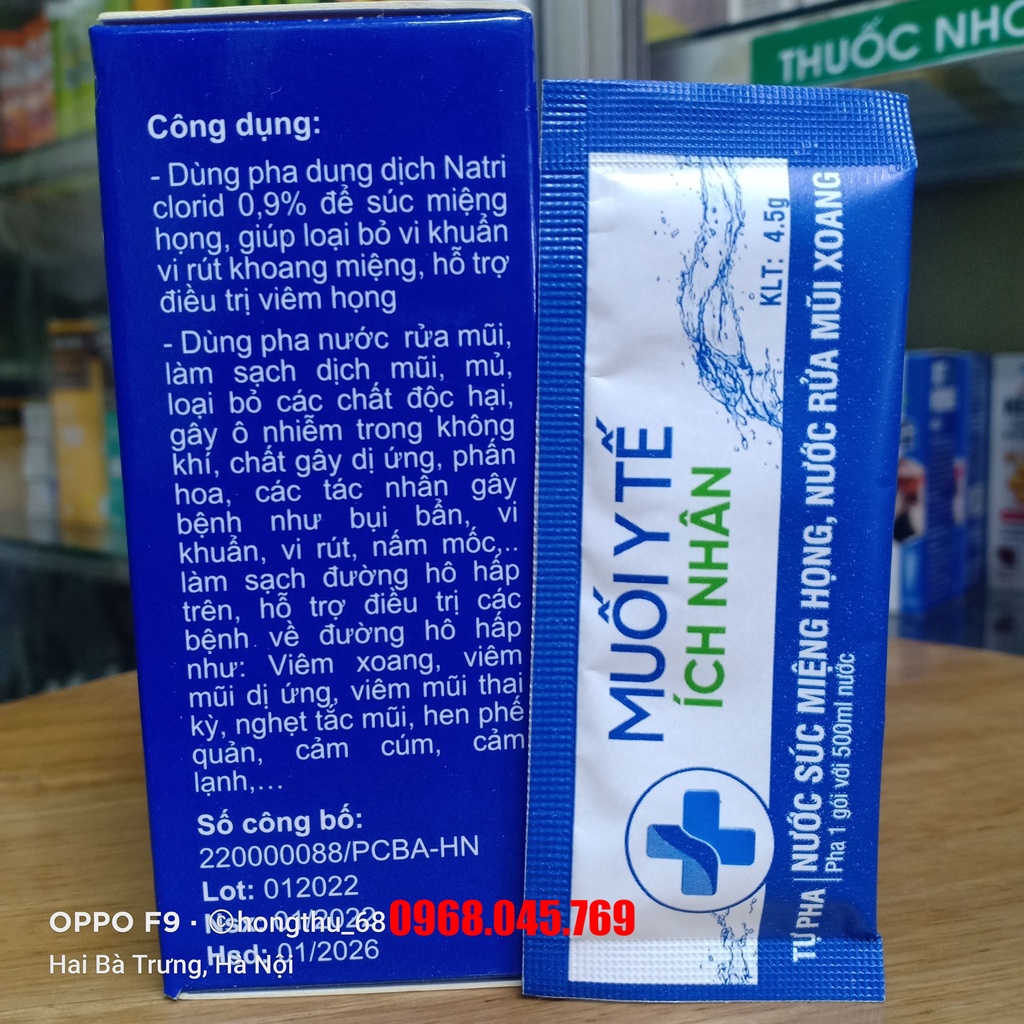 Công dụng:
- Dùng pha dung dịch Natri
clorid 0,9% để súc miệng
họng, giúp loại bỏ vi khuẩn
vi rút khoang miệng, hỗ trợ
điều trị viêm họng
- Dùng pha nước rửa mũi,
làm sạch dịch mũi, mủ,
loại bỏ các chất độc hại,
gây ô nhiễm trong không
khí, chất gây dị ứng, phấn
hoa, các tác nhân gây
bệnh như bụi bẩn, vi
khuẩn, vi rút, nấm mốc,..
làm sạch đường hô hấp
trên, hỗ trợ điều trị các
bệnh về đường hô hấp
như: Viêm xoang, viêm
mũi dị ứng, viêm mũi thai
kỳ, nghẹt tắc mũi, hen phế
quản, cảm cúm, cảm
lạnh,...
Số công bố:
220000088/PCBA-HN
Lot: 012022
Nsx: 01/2022
Hsd: 01/2026
THUỐC NHỎ
KLT: 4.5g
MUỐI Y TẾ
ÍCH NHÂN
TỰ PHA | NƯỚC SÚC MIỆNG HỌNG, NƯỚC RỬA MŨI XOANG
Pha 1 gói với 500ml nước
OPPO F9 · ©hongthu_68
0968.045.769
Hai Bà Trưng, Hà Nội